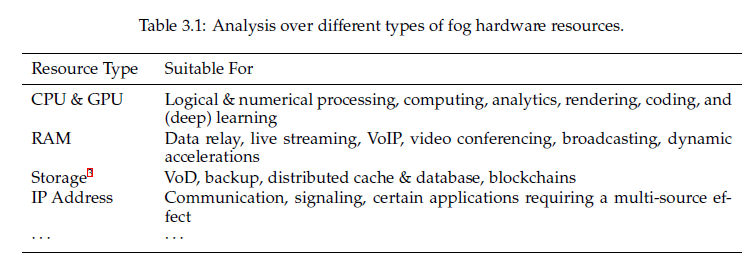 Table 3.1: Analysis over different types of fog hardware resources.
Resource Type Suitable For
CPU & GPU Logical & numerical processing, computing, analytics, rendering, coding, and
(deep) learning
RAM Data relay, live streaming, VoIP, video conferencing, broadcasting, dynamic
accelerations
Storage VoD, backup, distributed cache & database, blockchains
IP Address Communication, signaling, certain applications requiring a multi-source ef-
fect
... ...